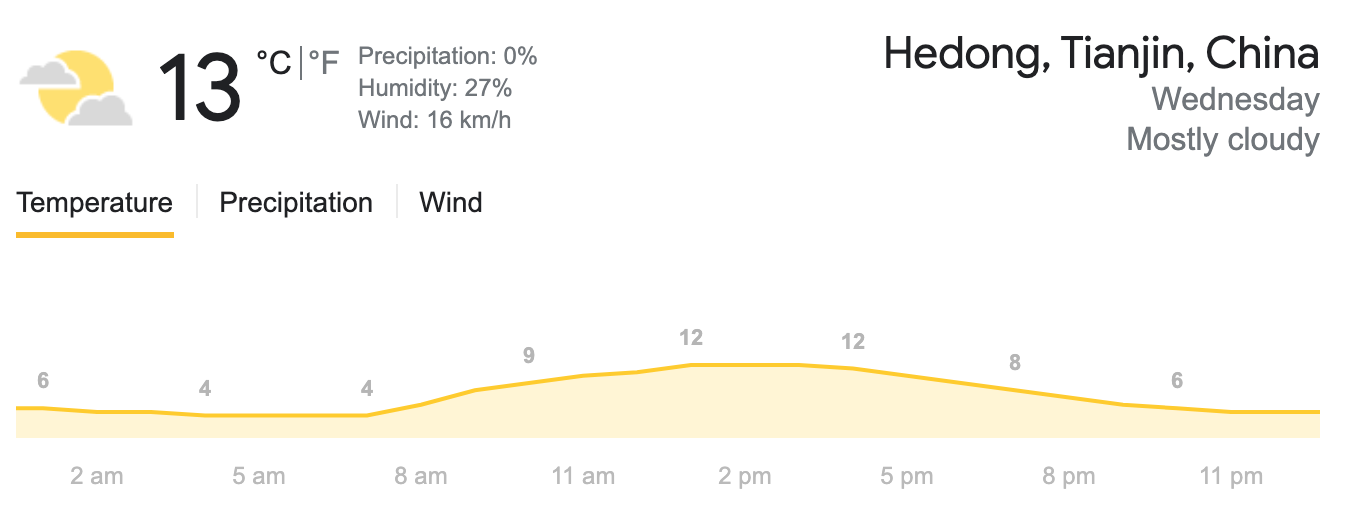 13 °C | °F
Precipitation: 0%
Humidity: 27%
Wind: 16 km/h
Hedong, Tianjin, China
Wednesday
Mostly cloudy
Temperature
Precipitation
Wind
6 4 4 9 12 12 8 6
2 am 5 am 8 am 11 am 2 pm 5 pm 8 pm 11 pm